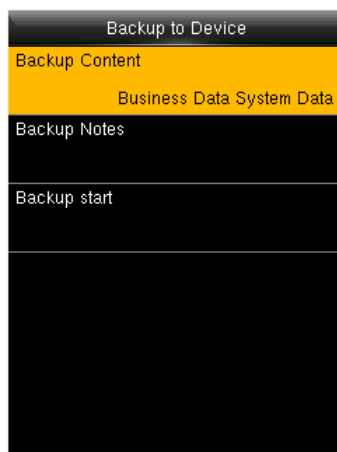 Backup to Device
Backup Content
Business Data System Data
Backup Notes
Backup start